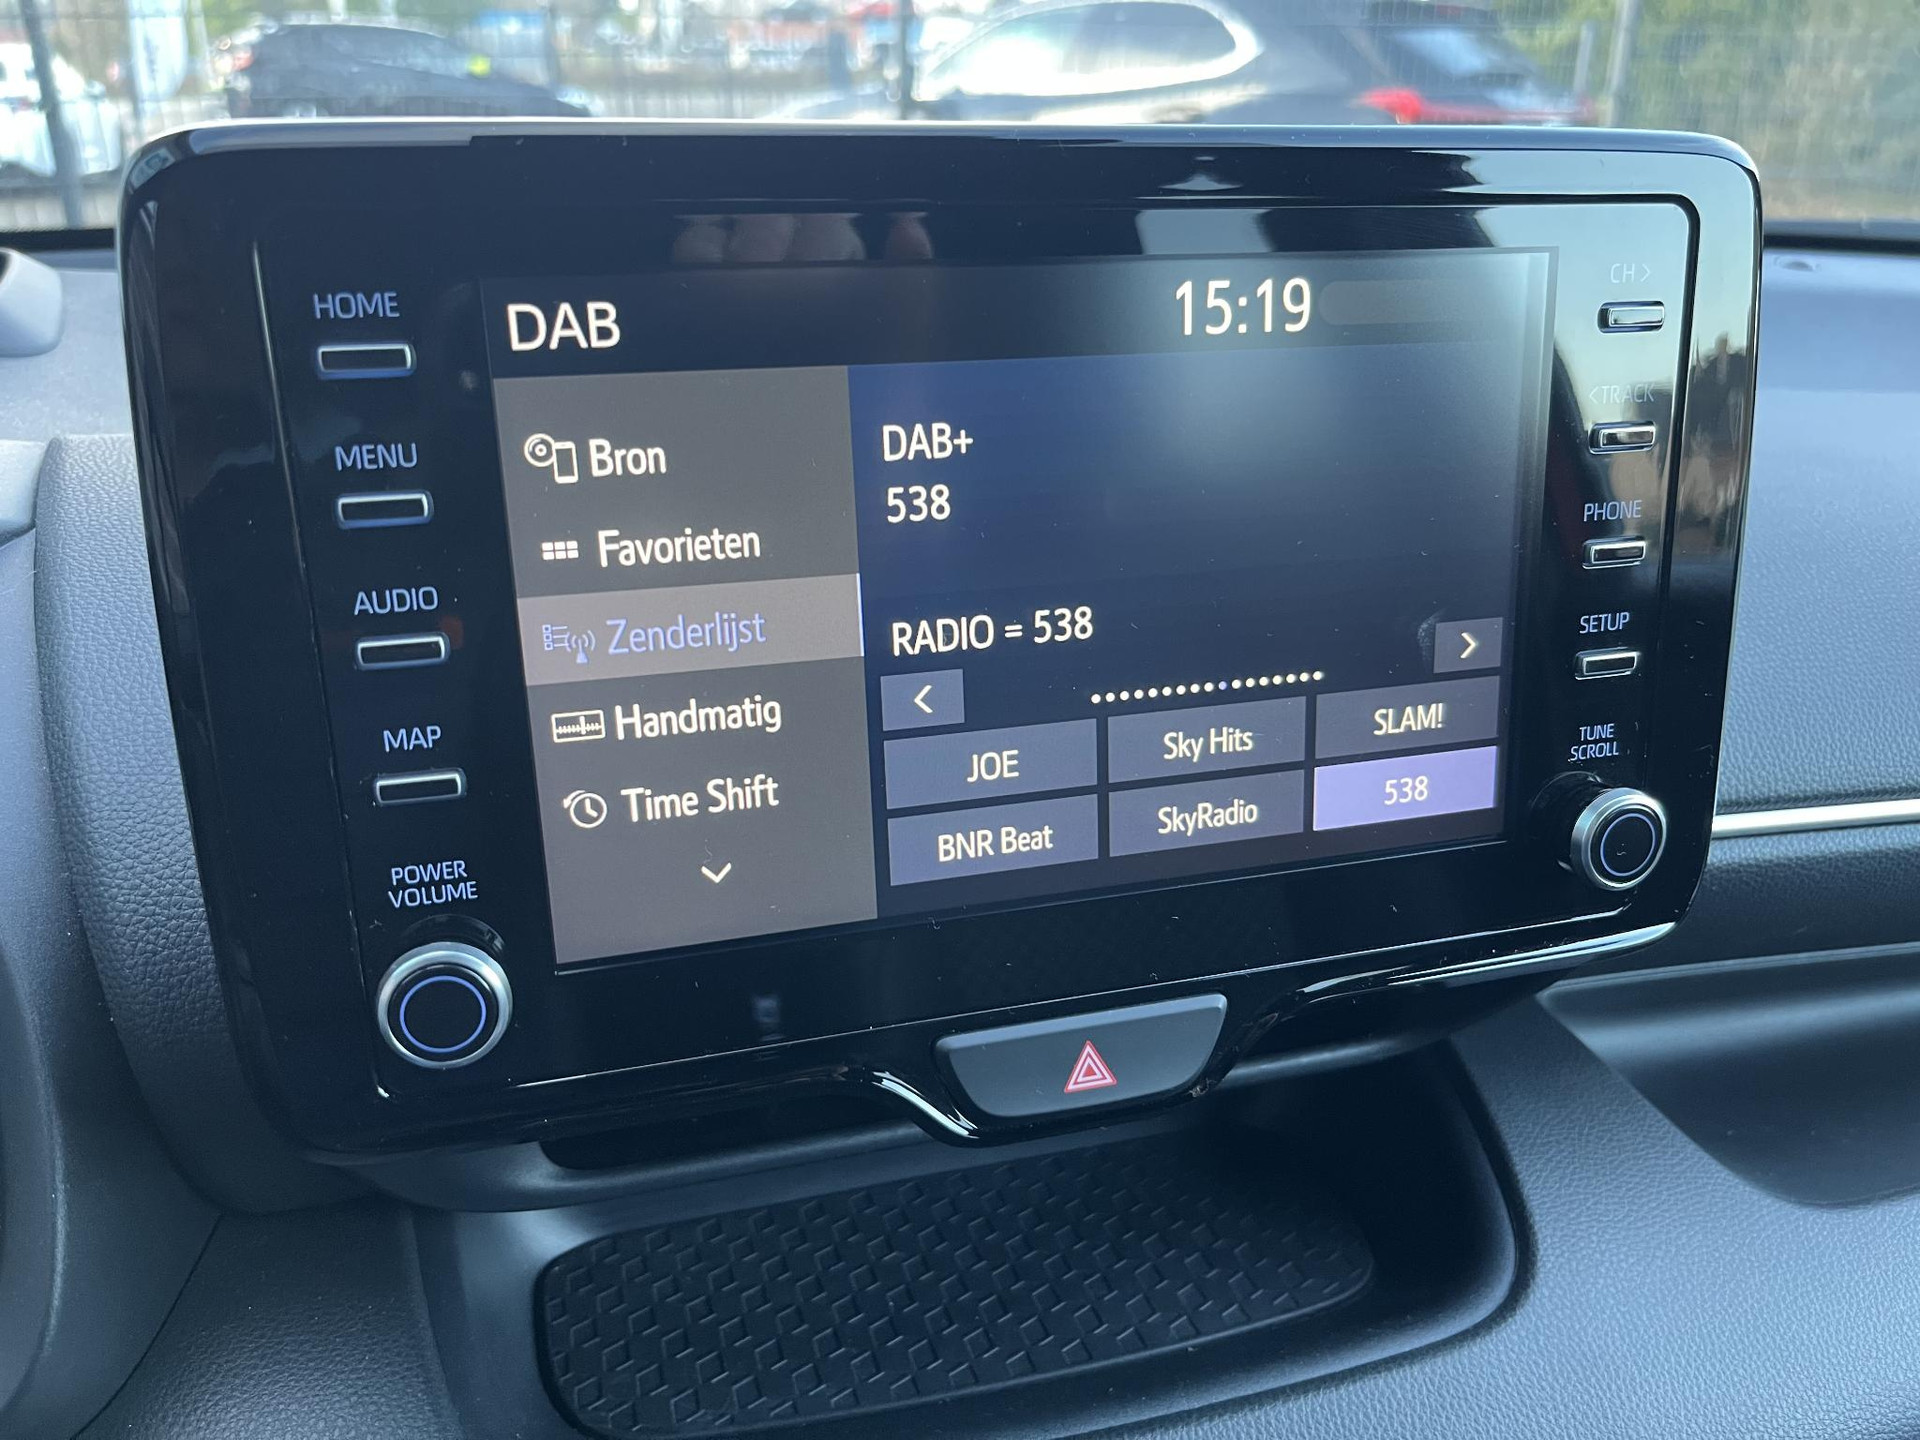 HOME
MENU
AUDIO
MAP
POWER
VOLUME
DAB
15:19
Bron
Favorieten
Zenderlijst
Handmatig
Time Shift
DAB+
538
RADIO = 538
<
>
JOE
Sky Hits
SLAM!
BNR Beat
SkyRadio
538
CH >
< TRACK
PHONE
SETUP
TUNE
SCROLL